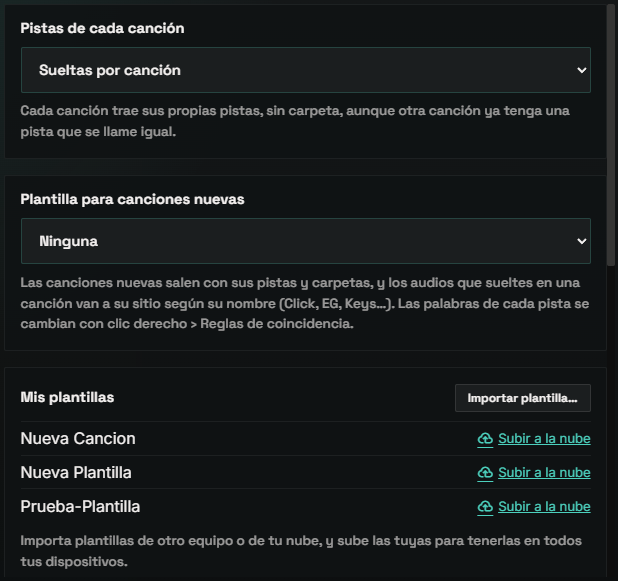 Pistas de cada canción
Sueltas por canción
Cada canción trae sus propias pistas, sin carpeta, aunque otra canción ya tenga una
pista que se llame igual.
Plantilla para canciones nuevas
Ninguna
Las canciones nuevas salen con sus pistas y carpetas, y los audios que sueltes en una
canción van a su sitio según su nombre (Click, EG, Keys...). Las palabras de cada pista se
cambian con clic derecho > Reglas de coincidencia.
Mis plantillas
Importar plantilla...
Nueva Cancion
Subir a la nube
Nueva Plantilla
Subir a la nube
Prueba-Plantilla
Subir a la nube
Importa plantillas de otro equipo o de tu nube, y sube las tuyas para tenerlas en todos
tus dispositivos.